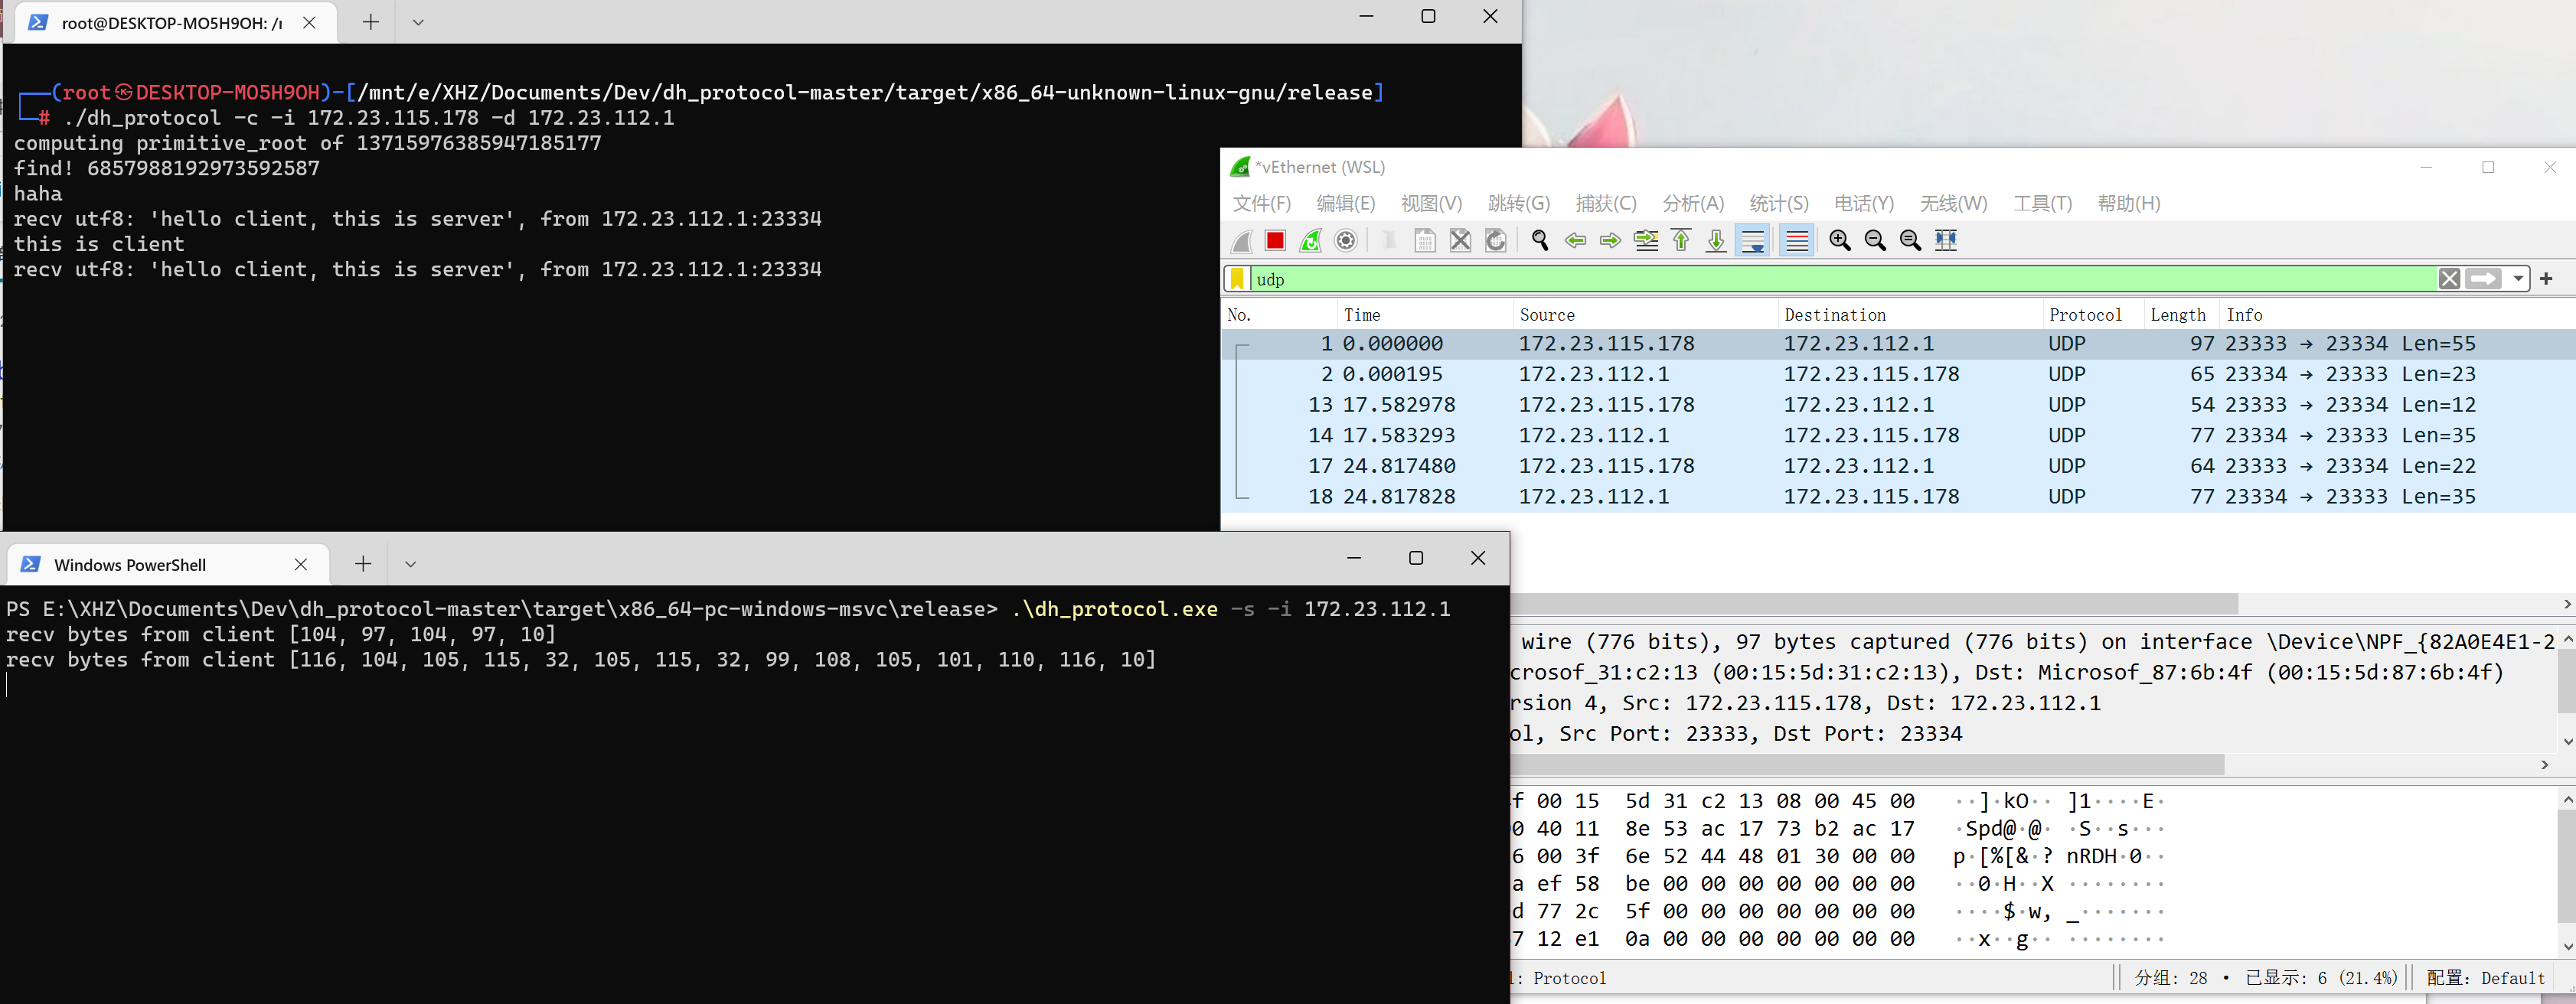 root@DESKTOP-MO5H9OH: /r
(root㉿DESKTOP-MO5H9OH)-[/mnt/e/XHZ/Documents/Dev/dh_protocol-master/target/x86_64-unknown-linux-gnu/release]
# ./dh_protocol -c -i 172.23.115.178 -d 172.23.112.1
computing primitive_root of 13715976385947185177
find! 6857988192973592587
haha
recv utf8: 'hello client, this is server', from 172.23.112.1:23334
this is client
recv utf8: 'hello client, this is server', from 172.23.112.1:23334
*vEthernet (WSL)
文件(F) 编辑(E) 视图(V) 跳转(G) 捕获(C) 分析(A) 统计(S) 电话(Y) 无线(W) 工具(T) 帮助(H)
udp
No. Time Source Destination Protocol Length Info
1 0.000000 172.23.115.178 172.23.112.1 UDP 97 23333 → 23334 Len=55
2 0.000195 172.23.112.1 172.23.115.178 UDP 65 23334 → 23333 Len=23
13 17.582978 172.23.115.178 172.23.112.1 UDP 54 23333 → 23334 Len=12
14 17.583293 172.23.112.1 172.23.115.178 UDP 77 23334 → 23333 Len=35
17 24.817480 172.23.115.178 172.23.112.1 UDP 64 23333 → 23334 Len=22
18 24.817828 172.23.112.1 172.23.115.178 UDP 77 23334 → 23333 Len=35
Windows PowerShell
PS E:\XHZ\Documents\Dev\dh_protocol-master\target\x86_64-pc-windows-msvc\release> .\dh_protocol.exe -s -i 172.23.112.1
recv bytes from client [104, 97, 104, 97, 10]
recv bytes from client [116, 104, 105, 115, 32, 105, 115, 32, 99, 108, 105, 101, 110, 116, 10]
wire (776 bits), 97 bytes captured (776 bits) on interface \Device\NPF_{82A0E4E1-2
crosof_31:c2:13 (00:15:5d:31:c2:13), Dst: Microsof_87:6b:4f (00:15:5d:87:6b:4f)
rsion 4, Src: 172.23.115.178, Dst: 172.23.112.1
ol, Src Port: 23333, Dst Port: 23334
f 00 15 5d 31 c2 13 08 00 45 00 ··]·kO·· ]1····E·
0 40 11 8e 53 ac 17 73 b2 ac 17 ·Spd@·@· ·S··s···
6 00 3f 6e 52 44 48 01 30 00 00 p·[%[&·? nRDH·0··
a ef 58 be 00 00 00 00 00 00 00 ··0·H··X ········
d 77 2c 5f 00 00 00 00 00 00 00 ····$·w, _·······
7 12 e1 0a 00 00 00 00 00 00 00 ··x··g·· ········
: Protocol
分组: 28 · 已显示: 6 (21.4%)
配置: Default